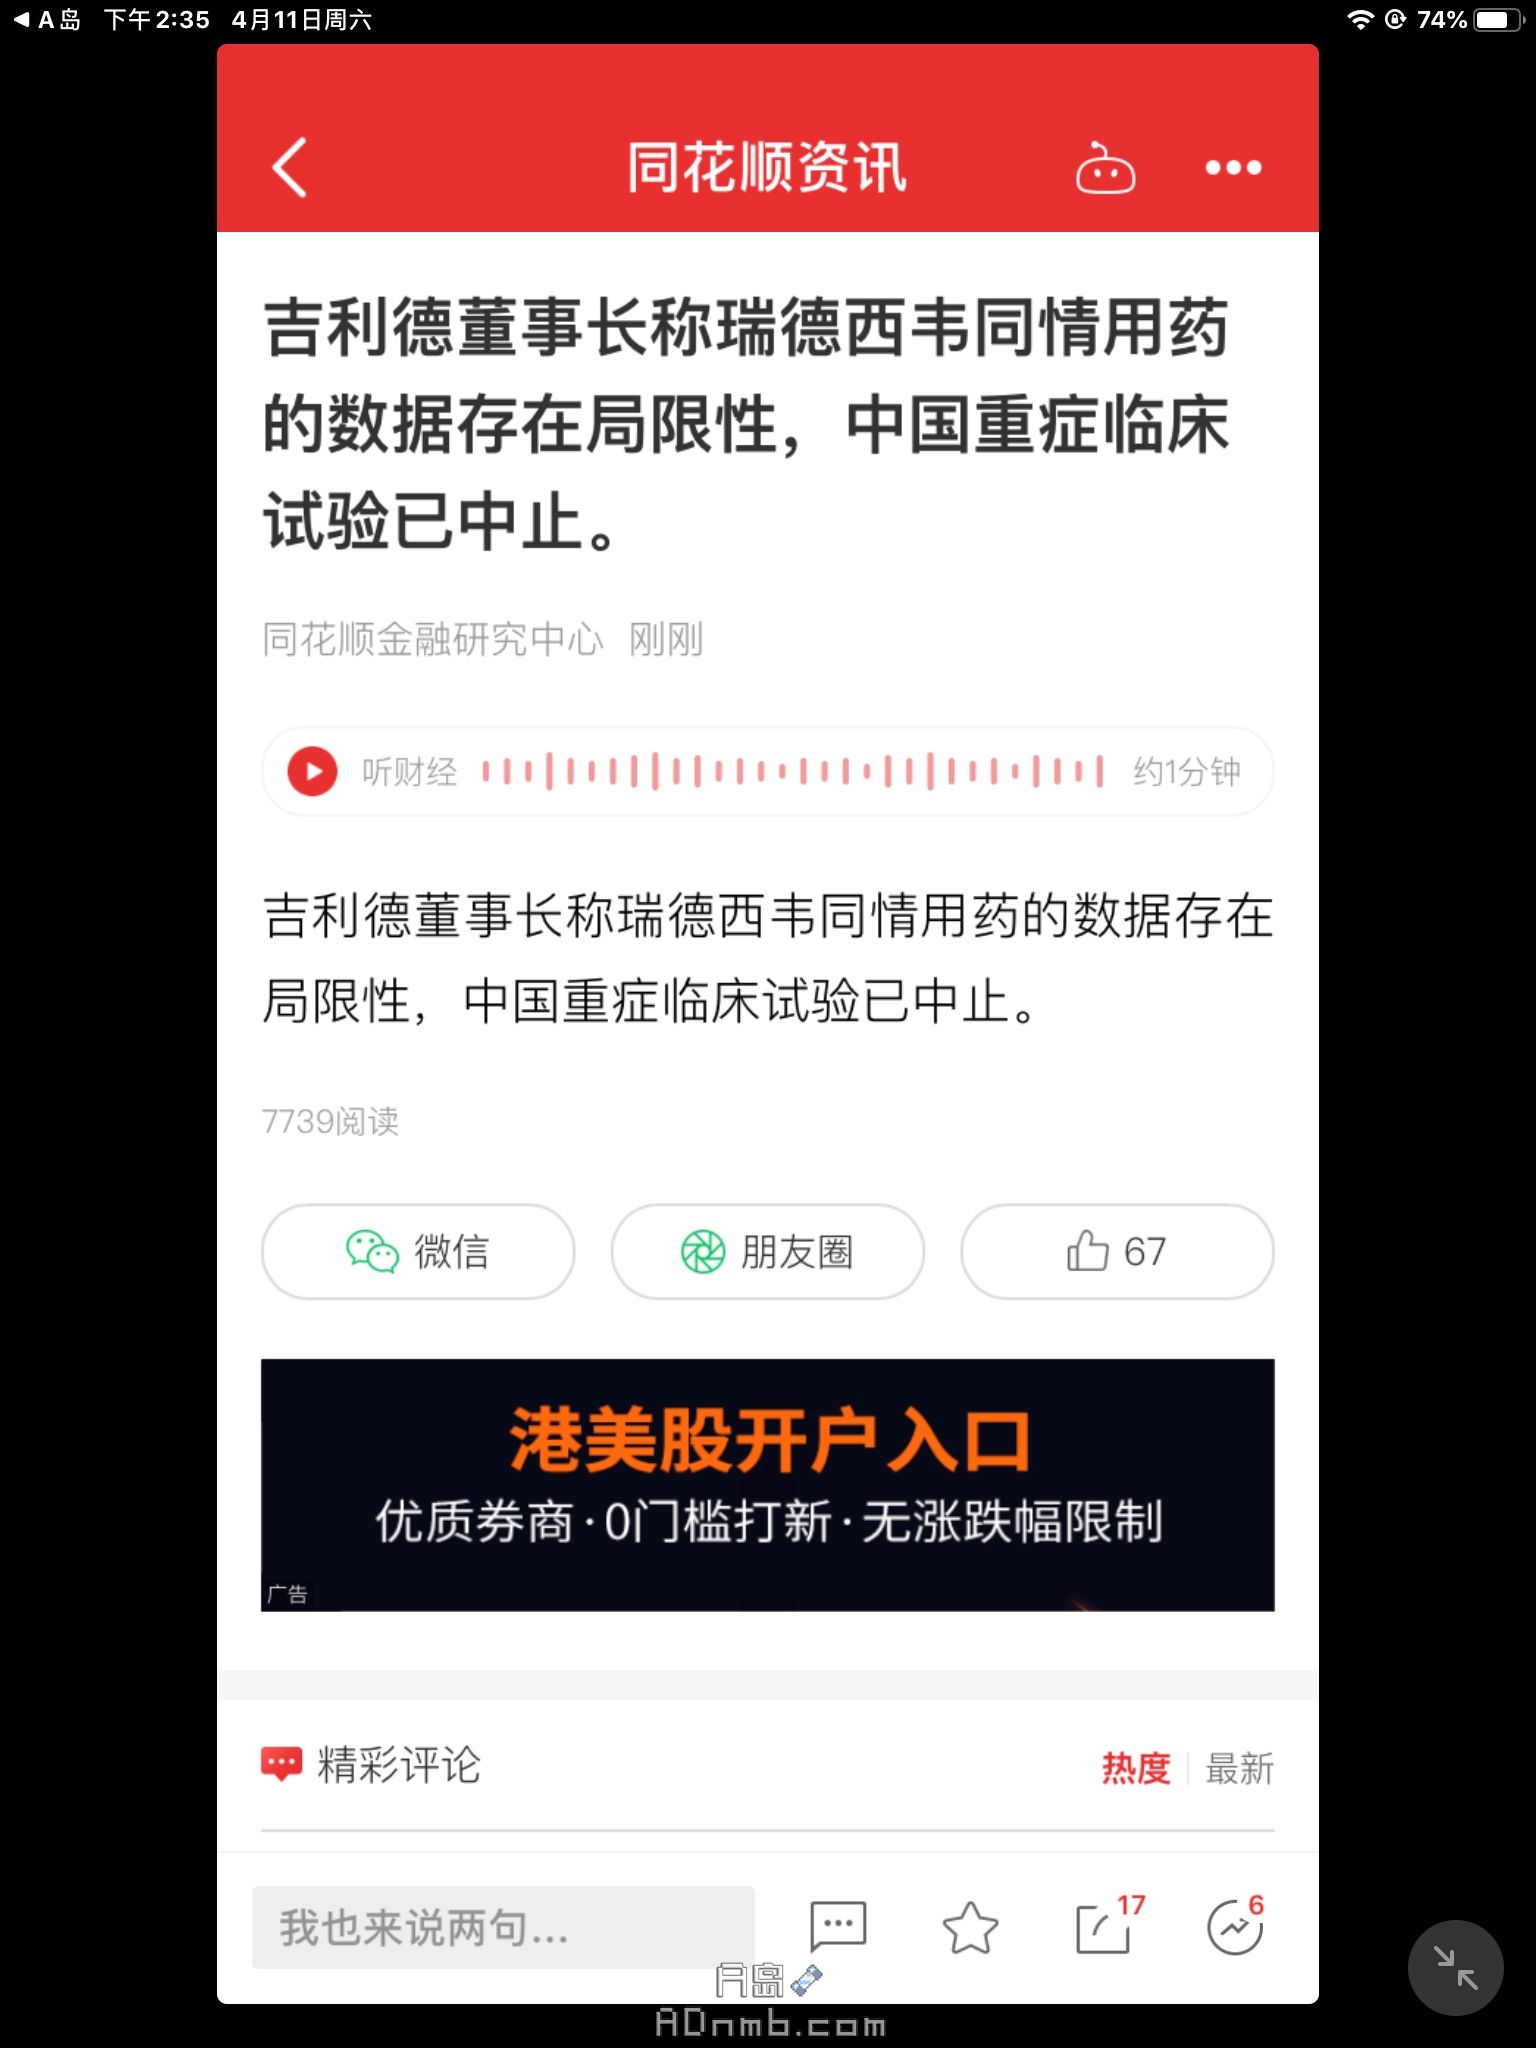 A岛 下午2:35 4月11日周六 74%
同花顺资讯
吉利德董事长称瑞德西韦同情用药
的数据存在局限性，中国重症临床
试验已中止。
同花顺金融研究中心 刚刚
听财经 约1分钟
吉利德董事长称瑞德西韦同情用药的数据存在
局限性，中国重症临床试验已中止。
7739阅读
微信 朋友圈 67
港美股开户入口
优质券商·0门槛打新·无涨跌幅限制
广告
精彩评论 热度 最新
我也来说两句... 17 6
A岛
ADnmb.com